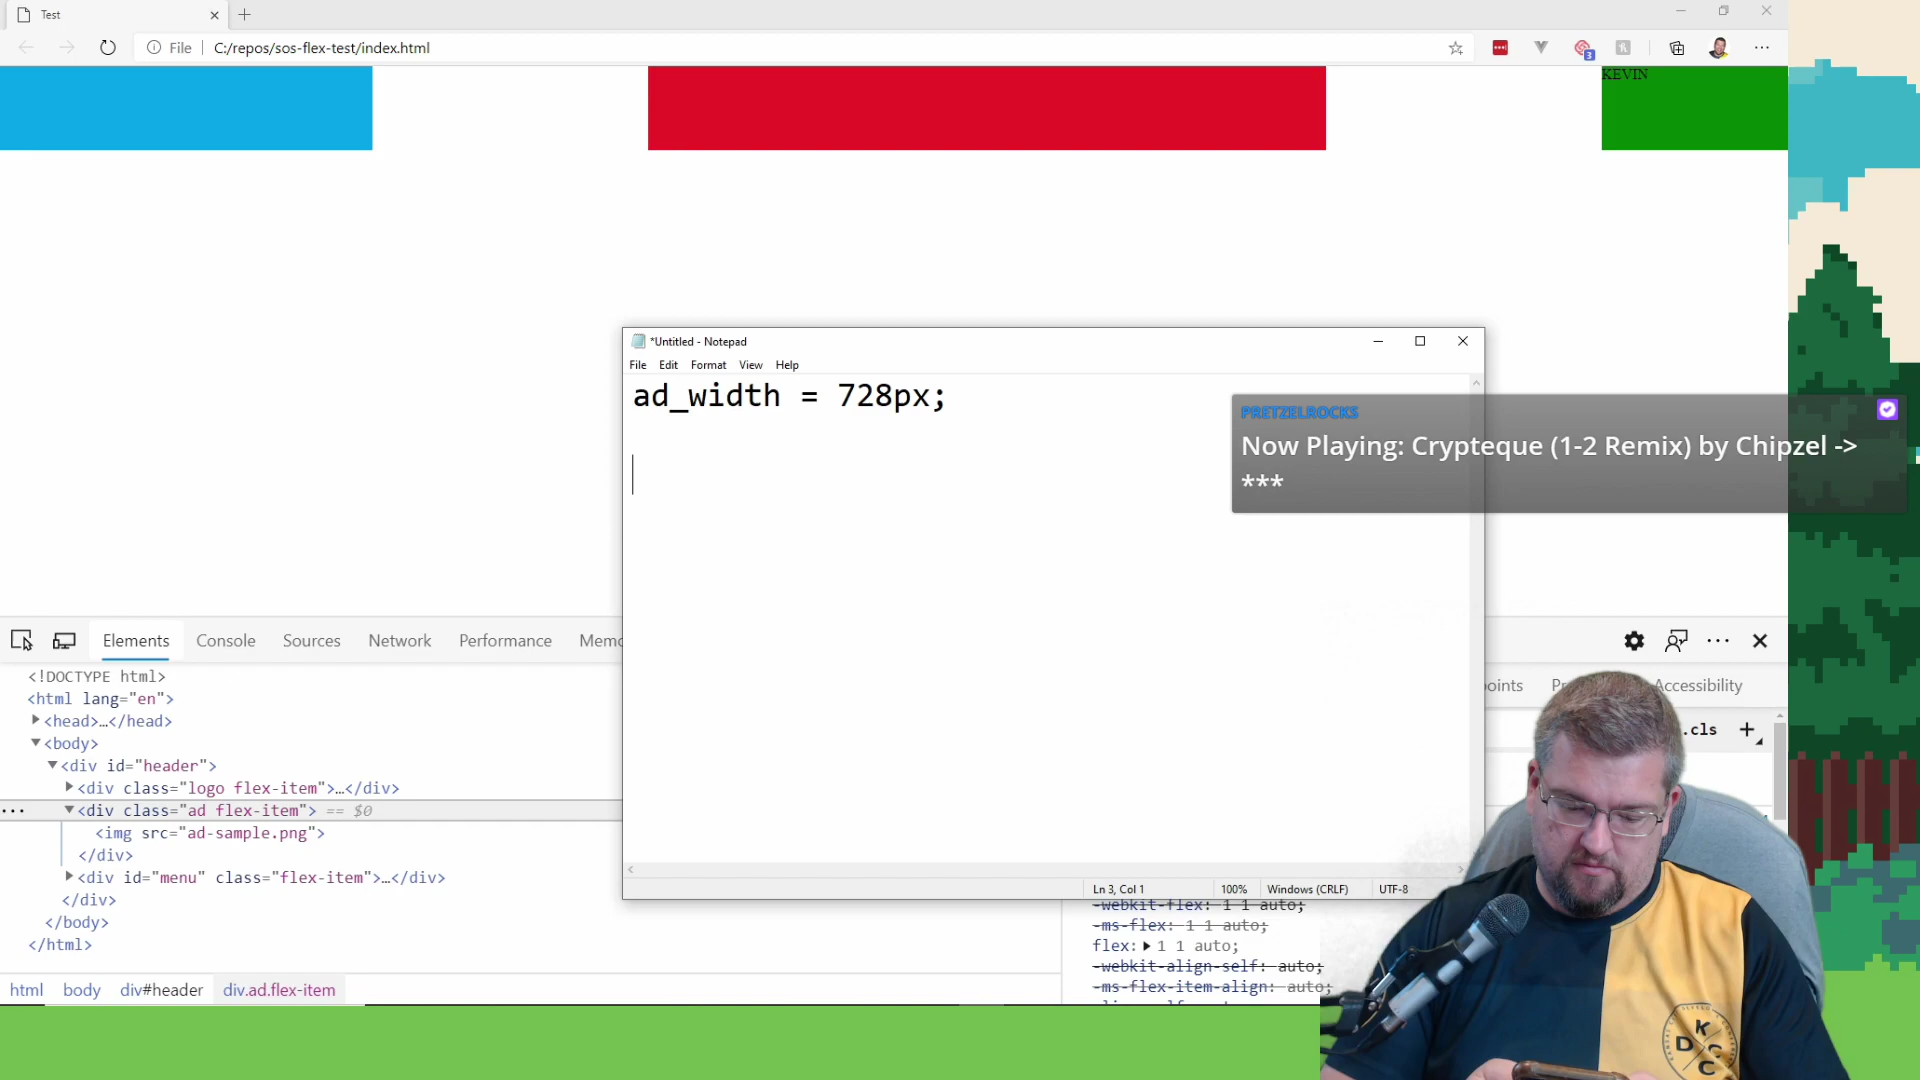 Test
File
C:/repos/sos-flex-test/index.html
3
KEVIN
*Untitled - Notepad
File Edit Format View Help
ad_width = 728px;
PRETZELROCKS
Now Playing: Crypteque (1-2 Remix) by Chipzel ->
***
Ln 3, Col 1
100%
Windows (CRLF)
UTF-8
Elements Console Sources Network Performance
Accessibility
.cls
<!DOCTYPE html>
<html lang="en">
<head>…</head>
<body>
<div id="header">
<div class="logo flex-item">…</div>
<div class="ad flex-item"> == $0
<img src="ad-sample.png">
</div>
<div id="menu" class="flex-item">…</div>
</div>
</body>
</html>
-webkit-flex: 1 1 auto;
-ms-flex: 1 1 auto;
flex: 1 1 auto;
-webkit-align-self: auto;
-ms-flex-item-align: auto;
html body div#header div.ad.flex-item
K
D C
C